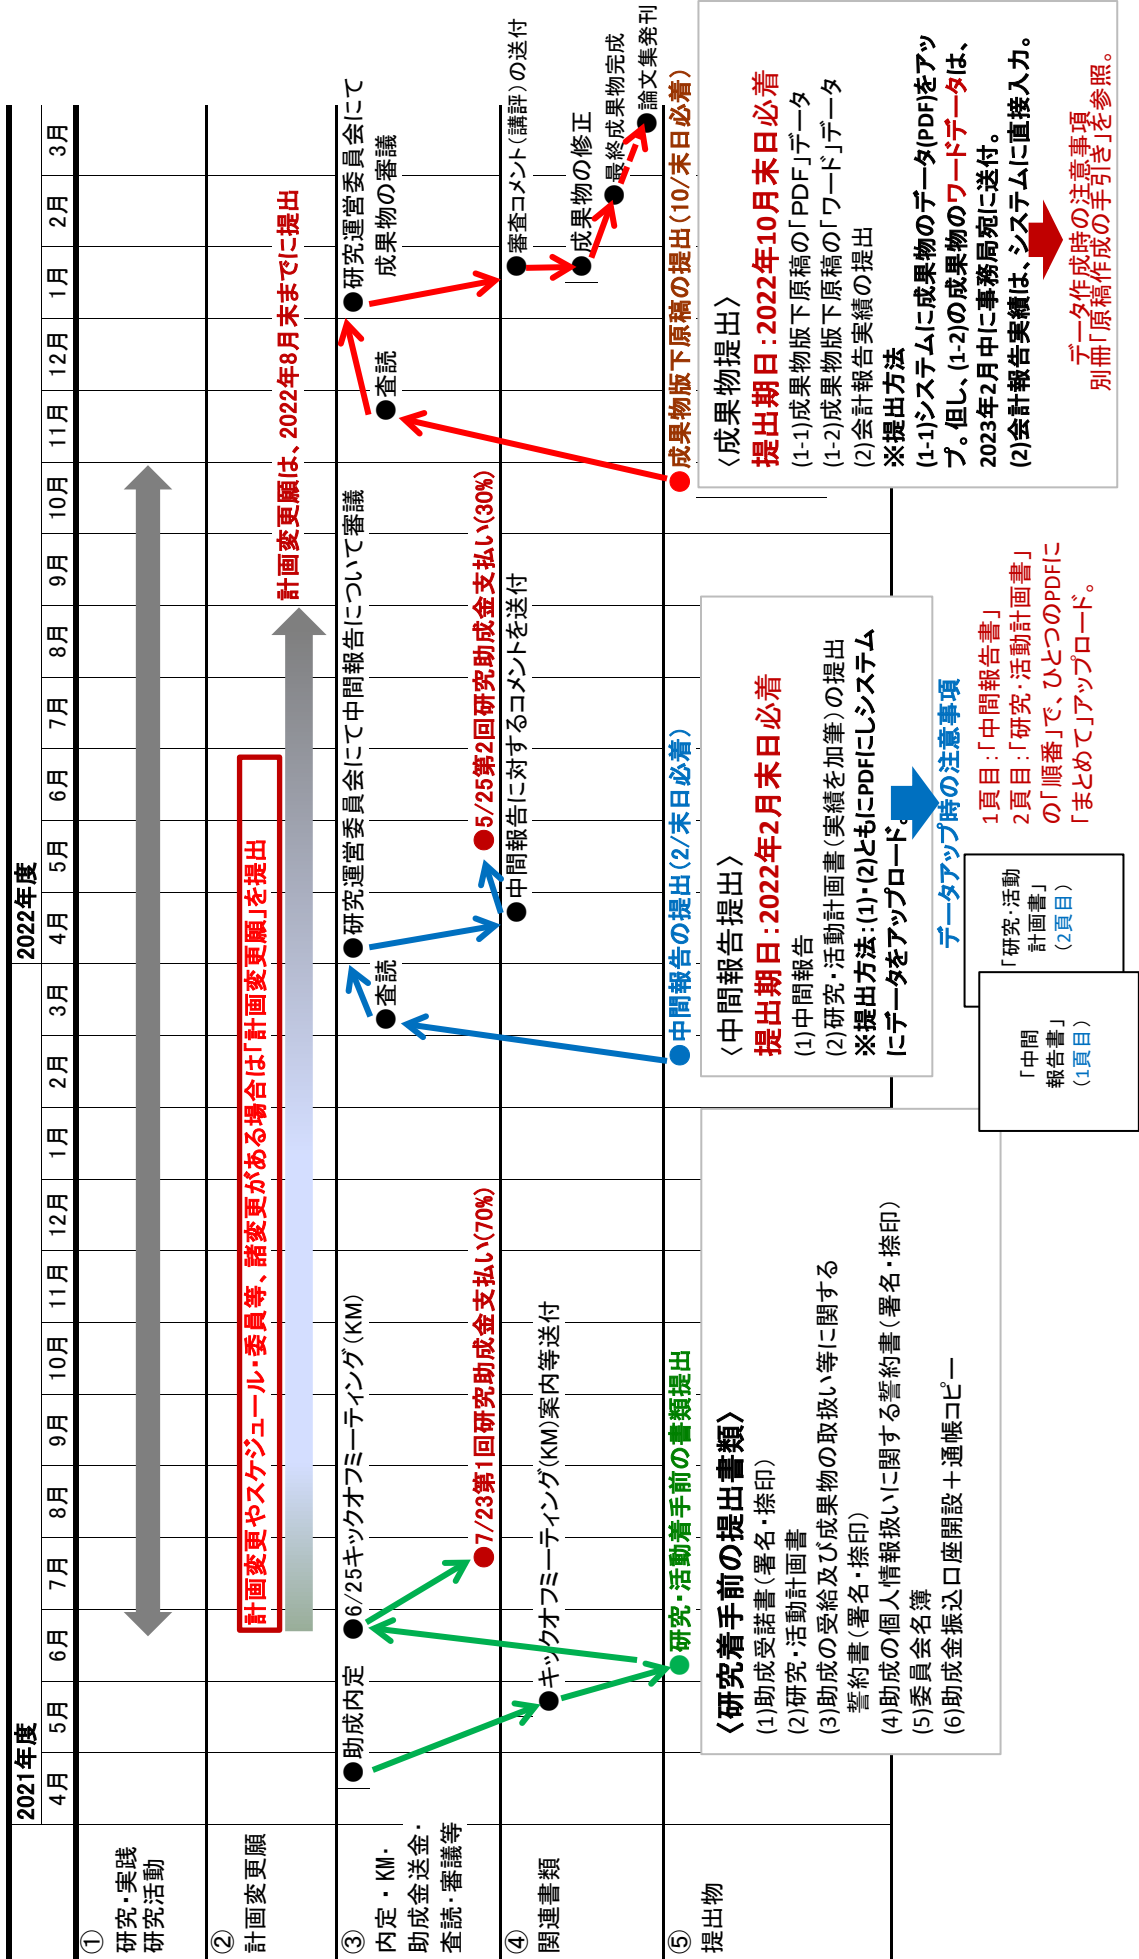 2021年度
2022年度
4月 5月 6月 7月 8月 9月 10月 11月 12月 1月 2月 3月 4月 5月 6月 7月 8月 9月 10月 11月 12月 1月 2月 3月
①
研究・実践
研究活動
②
計画変更願
計画変更やスケジュール・委員等、諸変更がある場合は「計画変更願」を提出
計画変更願は、2022年8月末までに提出
③
内定・KM・
助成金送金・
査読・審議等
●助成内定
●6/25キックオフミーティング(KM)
●7/23第1回研究助成金支払い(70%)
●査読
●研究運営委員会にて中間報告について審議
●5/25第2回研究助成金支払い(30%)
●査読
●研究運営委員会にて
成果物の審議
④
関連書類
●キックオフミーティング(KM)案内等送付
●中間報告に対するコメントを送付
●審査コメント(講評)の送付
●成果物の修正
●最終成果物完成
●論文集発刊
⑤
提出物
●研究・活動着手前の書類提出
●中間報告の提出(2/末日必着)
●成果物版下原稿の提出(10/末日必着)
〈研究着手前の提出書類〉
(1)助成受諾書(署名・捺印)
(2)研究・活動計画書
(3)助成の受給及び成果物の取扱い等に関する
誓約書(署名・捺印)
(4)助成の個人情報扱いに関する誓約書(署名・捺印)
(5)委員会名簿
(6)助成金振込口座開設＋通帳コピー
〈中間報告提出〉
提出期日:2022年2月末日必着
(1)中間報告
(2)研究・活動計画書(実績を加筆)の提出
※提出方法:(1)・(2)ともにPDFにしシステム
にデータをアップロード。
データアップ時の注意事項
1頁目:「中間報告書」
2頁目:「研究・活動計画書」
の「順番」で、ひとつのPDFに
「まとめて」アップロード。
「中間
報告書」
(1頁目)
「研究・活動
計画書」
(2頁目)
〈成果物提出〉
提出期日:2022年10月末日必着
(1-1)成果物版下原稿の「PDF」データ
(1-2)成果物版下原稿の「ワード」データ
(2)会計報告実績の提出
※提出方法
(1-1)システムに成果物のデータ(PDF)をアッ
プ。但し、(1-2)の成果物のワードデータは、
2023年2月中に事務局宛に送付。
(2)会計報告実績は、システムに直接入力。
データ作成時の注意事項
別冊「原稿作成の手引き」を参照。